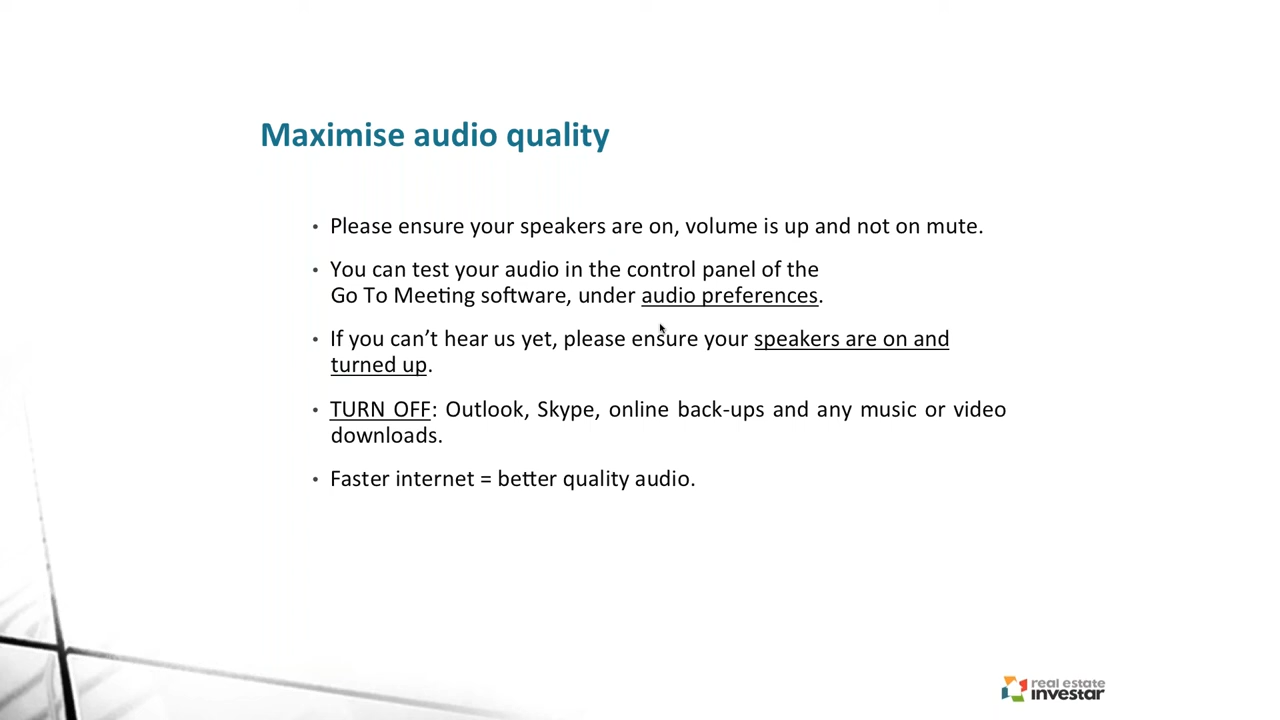 Maximise audio quality
• Please ensure your speakers are on, volume is up and not on mute.
• You can test your audio in the control panel of the
Go To Meeting software, under audio preferences.
• If you can’t hear us yet, please ensure your speakers are on and
turned up.
• TURN OFF: Outlook, Skype, online back-ups and any music or video
downloads.
• Faster internet = better quality audio.
real estate
investar